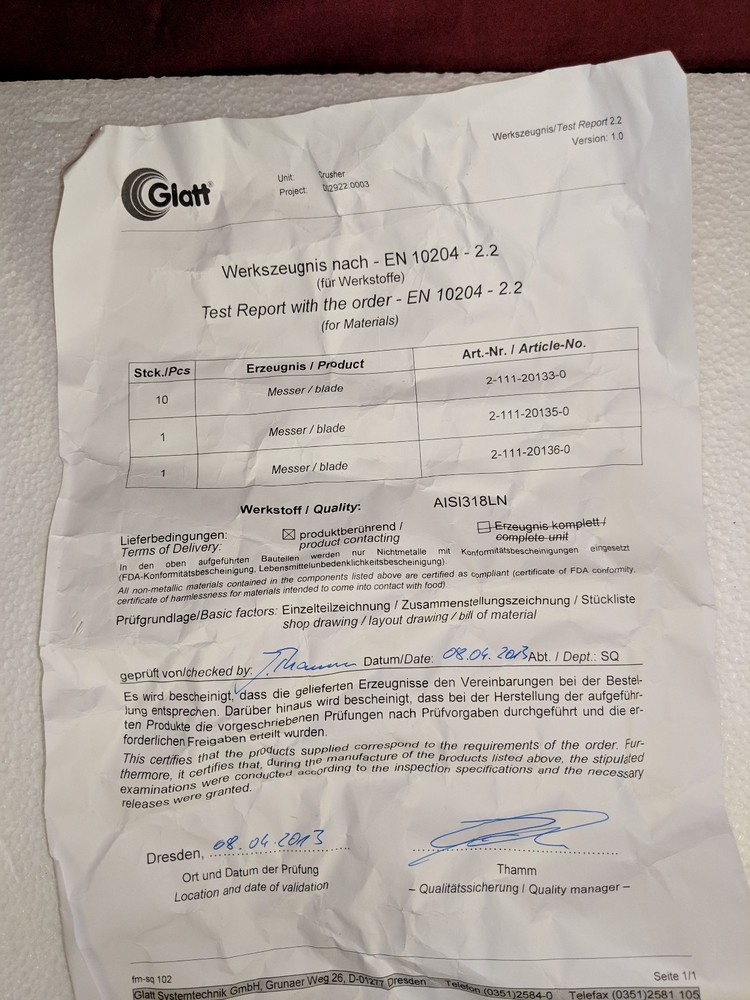 Werkszeugnis/Test Report 2.2
Version: 1.0
Glatt®
Unit: Crusher
Project: 2922 0003
Werkszeugnis nach - EN 10204 - 2.2
(für Werkstoffe)
Test Report with the order - EN 10204 - 2.2
(for Materials)
Stck./Pcs Erzeugnis / Product Art.-Nr. / Article-No.
10 Messer / blade 2-111-20133-0
1 Messer / blade 2-111-20135-0
1 Messer / blade 2-111-20136-0
Werkstoff / Quality: AISI318LN
Lieferbedingungen: ☒ produktberührend / ☐ Erzeugnis komplett /
Terms of Delivery: product contacting complete unit
In den oben aufgeführten Bauteilen werden nur Nichtmetalle mit Konformitätsbescheinigungen eingesetzt
(FDA-Konformitätsbescheinigung, Lebensmittelunbedenklichkeitsbescheinigung).
All non-metallic materials contained in the components listed above are certified as compliant (certificate of FDA conformity,
certificate of harmlessness for materials intended to come into contact with food)
Prüfgrundlage/Basic factors: Einzelteilzeichnung / Zusammenstellungszeichnung / Stückliste
shop drawing / layout drawing / bill of material
geprüft von/checked by: J. Thamm Datum/Date: 08.04.2013 Abt. / Dept.: SQ
Es wird bescheinigt, dass die gelieferten Erzeugnisse den Vereinbarungen bei der Bestel-
lung entsprechen. Darüber hinaus wird bescheinigt, dass bei der Herstellung der aufgeführ-
ten Produkte die vorgeschriebenen Prüfungen nach Prüfvorgaben durchgeführt und die er-
forderlichen Freigaben erteilt wurden.
This certifies that the products supplied correspond to the requirements of the order. Fur-
thermore, it certifies that, during the manufacture of the products listed above, the stipulated
examinations were conducted according to the inspection specifications and the necessary
releases were granted.
Dresden, 08.04.2013
Ort und Datum der Prüfung Thamm
Location and date of validation – Qualitätssicherung / Quality manager –
fm-sq 102 Seite 1/1
Glatt Systemtechnik GmbH, Grunaer Weg 26, D-01277 Dresden Telefon (0351)2584-0 Telefax (0351)2581 105